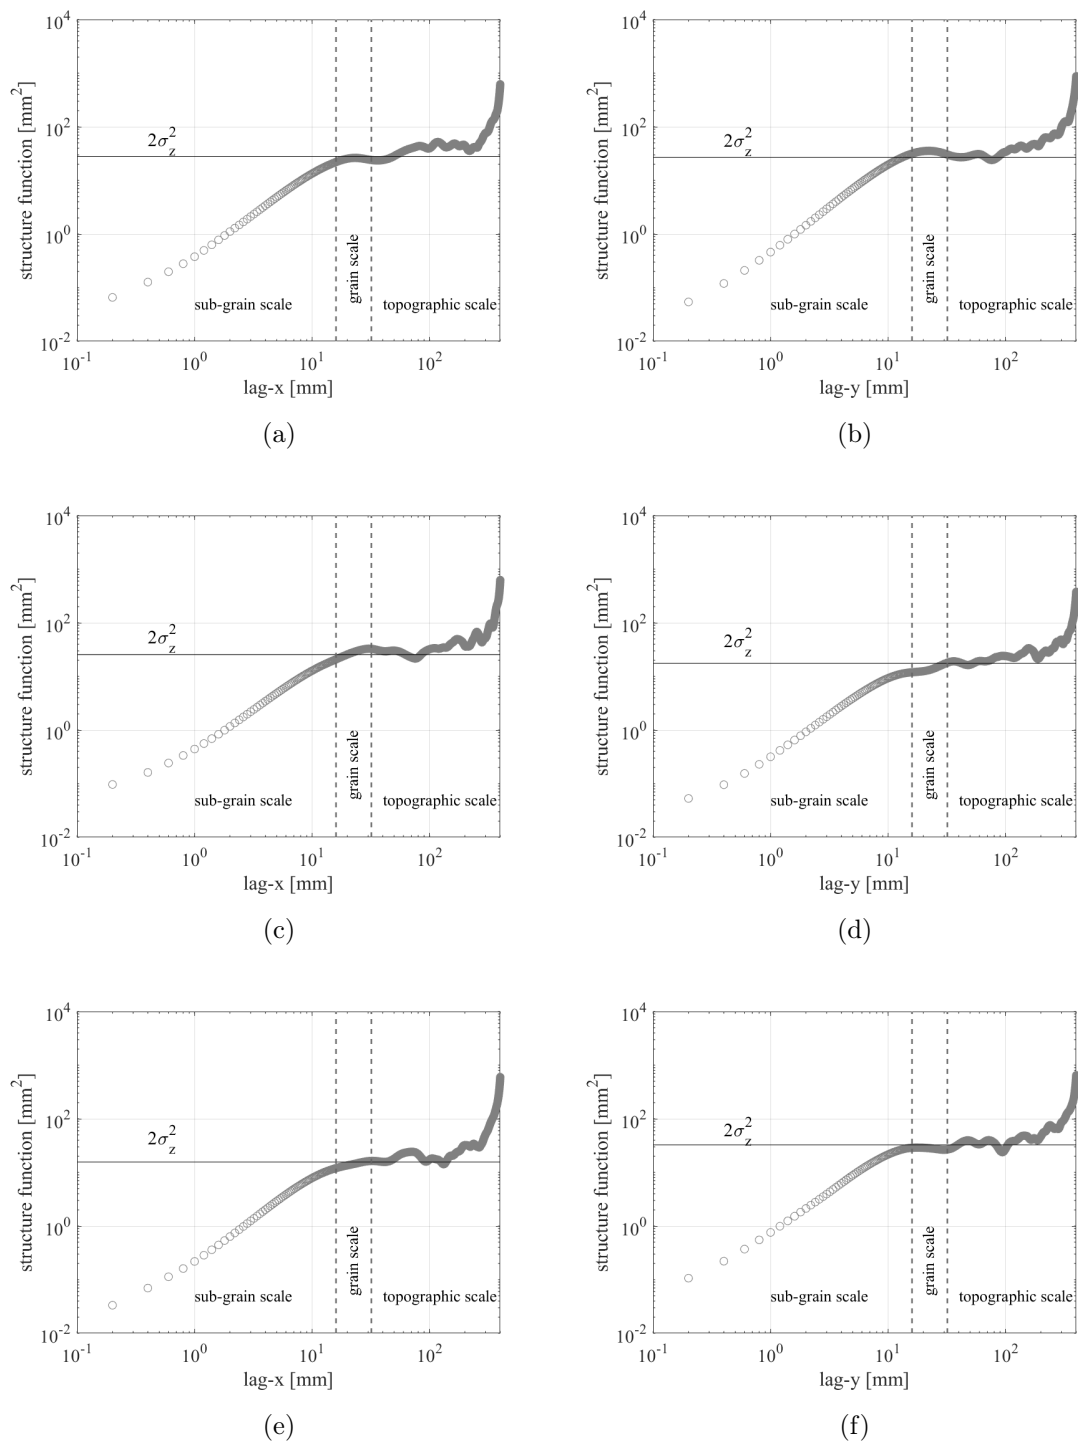 10^4
10^2
10^0
10^-2
structure function [mm^2]
2σ_z^2
sub-grain scale
grain scale
topographic scale
10^-1 10^0 10^1 10^2
lag-x [mm]
(a)
10^4
10^2
10^0
10^-2
structure function [mm^2]
2σ_z^2
sub-grain scale
grain scale
topographic scale
10^-1 10^0 10^1 10^2
lag-y [mm]
(b)
10^4
10^2
10^0
10^-2
structure function [mm^2]
2σ_z^2
sub-grain scale
grain scale
topographic scale
10^-1 10^0 10^1 10^2
lag-x [mm]
(c)
10^4
10^2
10^0
10^-2
structure function [mm^2]
2σ_z^2
sub-grain scale
grain scale
topographic scale
10^-1 10^0 10^1 10^2
lag-y [mm]
(d)
10^4
10^2
10^0
10^-2
structure function [mm^2]
2σ_z^2
sub-grain scale
grain scale
topographic scale
10^-1 10^0 10^1 10^2
lag-x [mm]
(e)
10^4
10^2
10^0
10^-2
structure function [mm^2]
2σ_z^2
sub-grain scale
grain scale
topographic scale
10^-1 10^0 10^1 10^2
lag-y [mm]
(f)